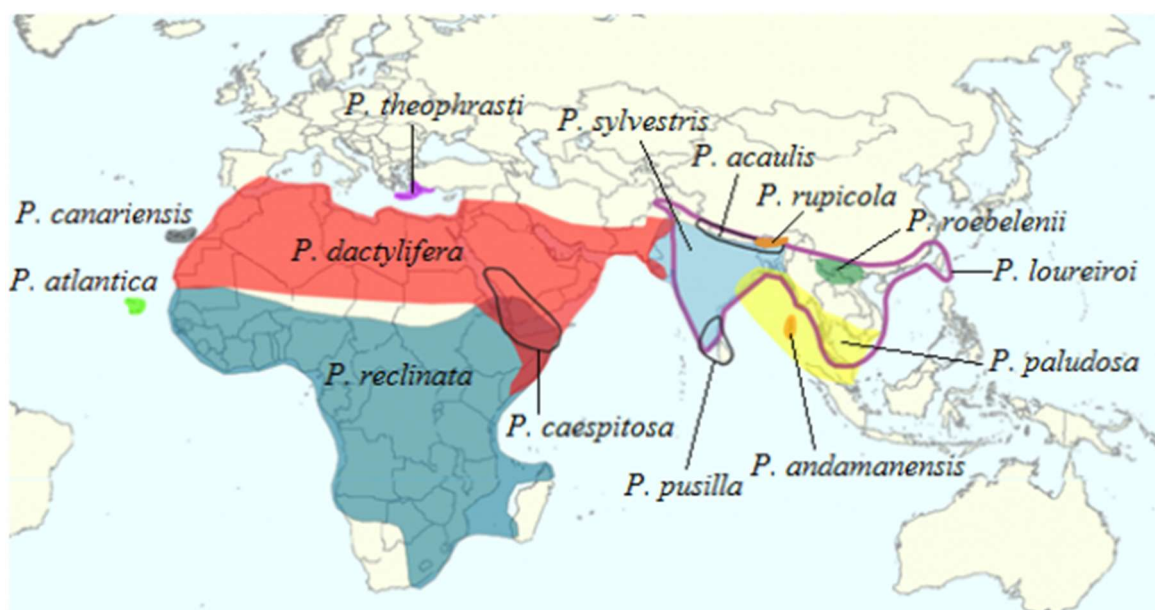 P. theophrasti
P. sylvestris
P. acaulis
P. rupicola
P. canariensis
P. roebelenii
P. dactylifera
P. loureiroi
P. atlantica
P. paludosa
P. reclinata
P. caespitosa
P. andamanensis
P. pusilla